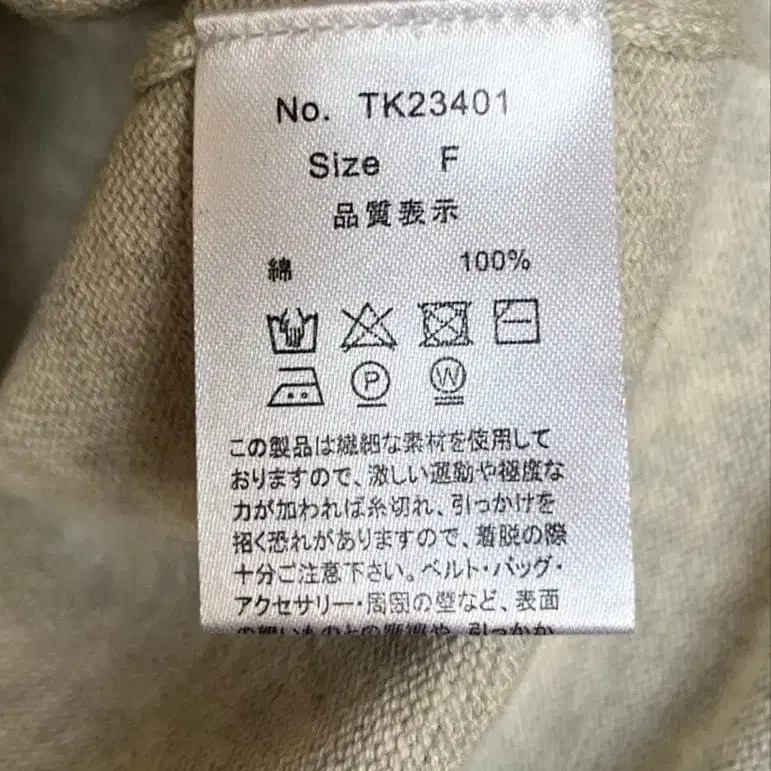 No. TK23401
Size F
品質表示
綿 100%
P W
この製品は繊細な素材を使用して
おりますので、激しい運動や極度な
力が加われば糸切れ、引っかけを
招く恐れがありますので、着脱の際
十分ご注意下さい。ベルト・バッグ・
アクセサリー・周囲の壁など、表面